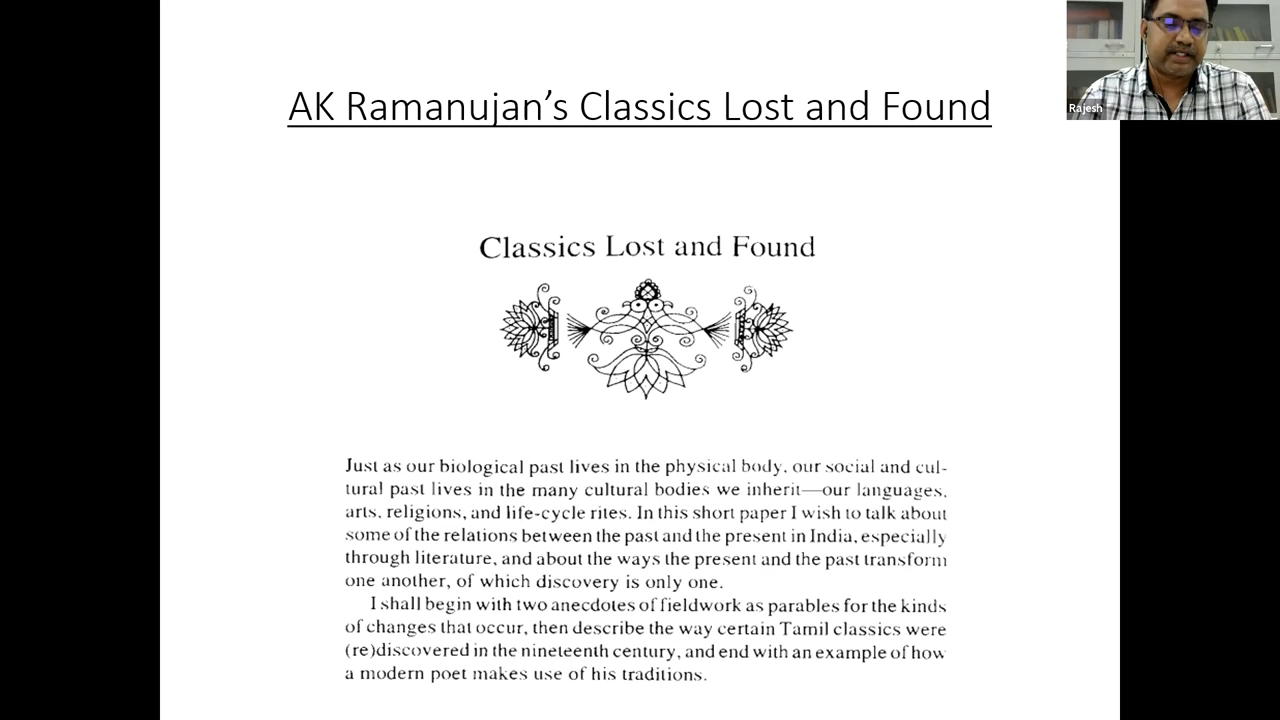 AK Ramanujan’s Classics Lost and Found
Rajesh
Classics Lost and Found
Just as our biological past lives in the physical body, our social and cul-
tural past lives in the many cultural bodies we inherit—our languages,
arts, religions, and life-cycle rites. In this short paper I wish to talk about
some of the relations between the past and the present in India, especially
through literature, and about the ways the present and the past transform
one another, of which discovery is only one.
I shall begin with two anecdotes of fieldwork as parables for the kinds
of changes that occur, then describe the way certain Tamil classics were
(re)discovered in the nineteenth century, and end with an example of how
a modern poet makes use of his traditions.